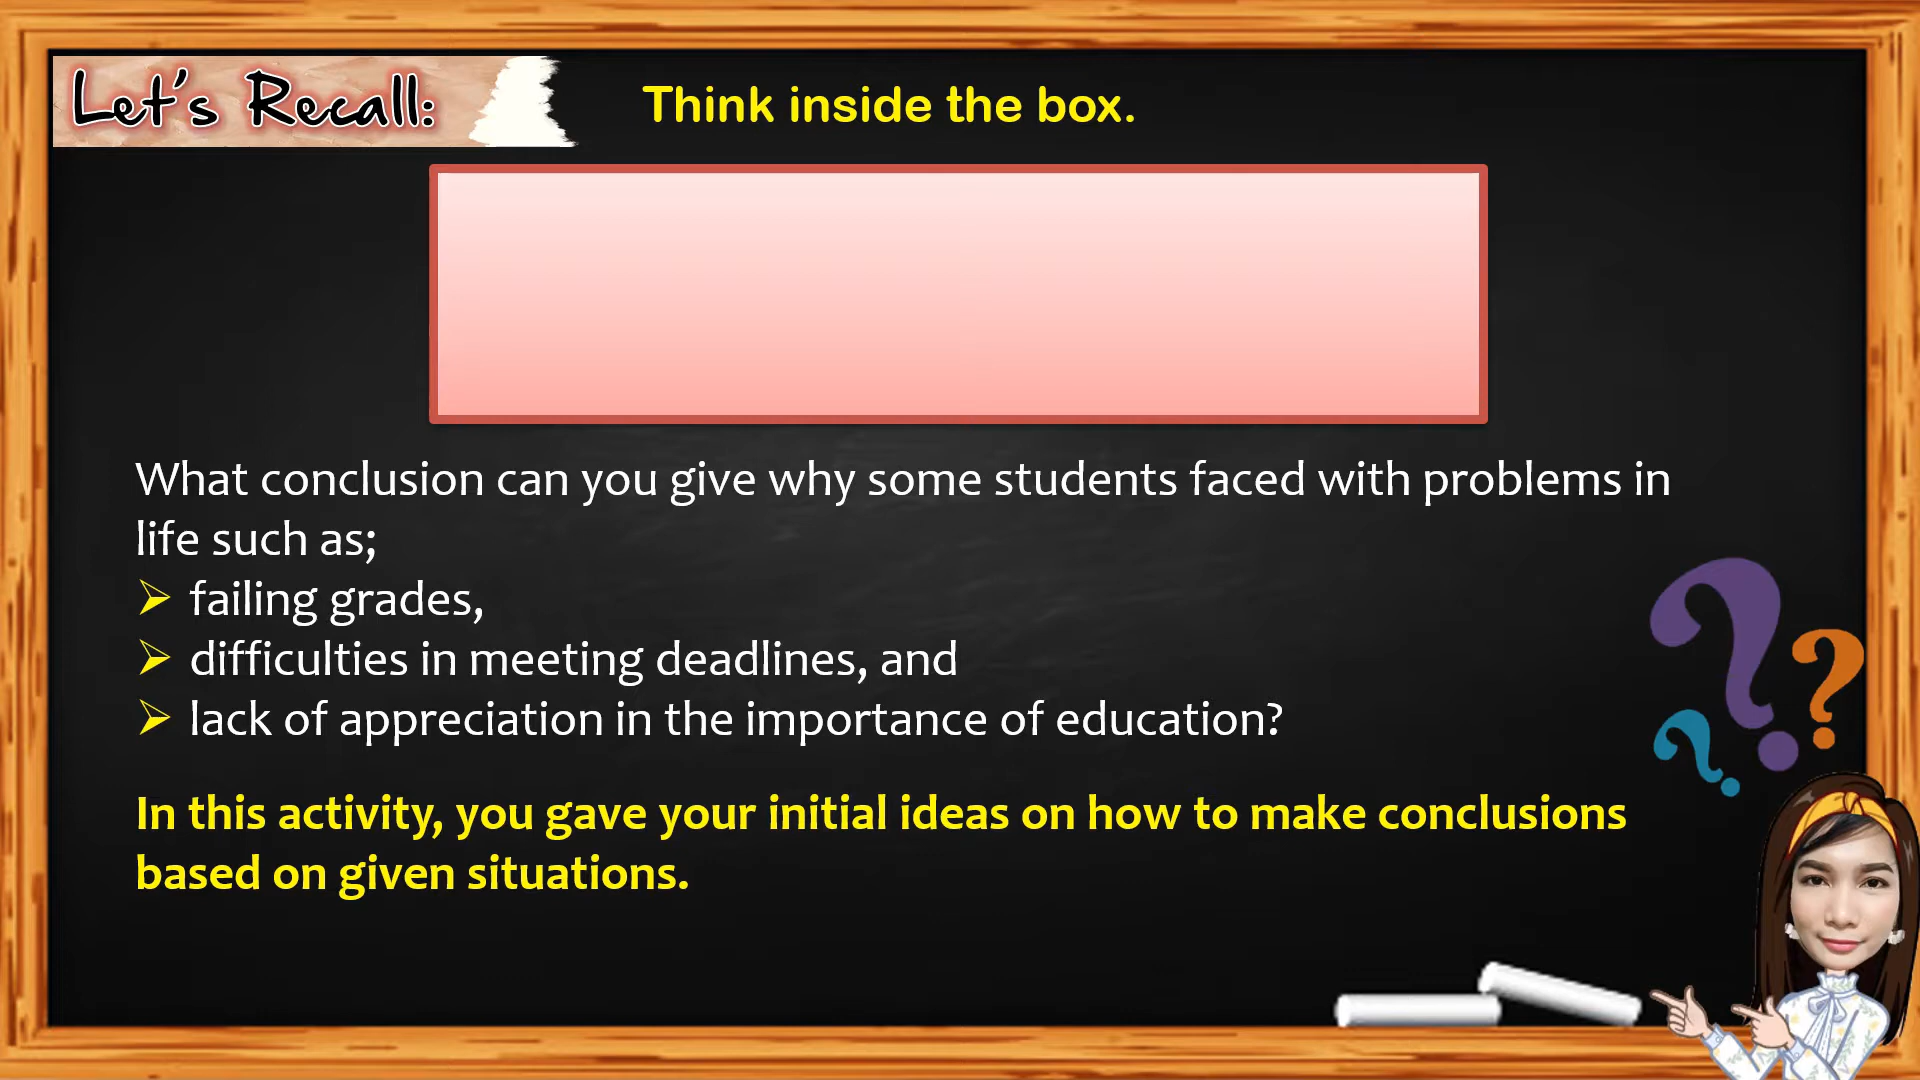 Let's Recall:
Think inside the box.
What conclusion can you give why some students faced with problems in
life such as;
➢ failing grades,
➢ difficulties in meeting deadlines, and
➢ lack of appreciation in the importance of education?
In this activity, you gave your initial ideas on how to make conclusions
based on given situations.